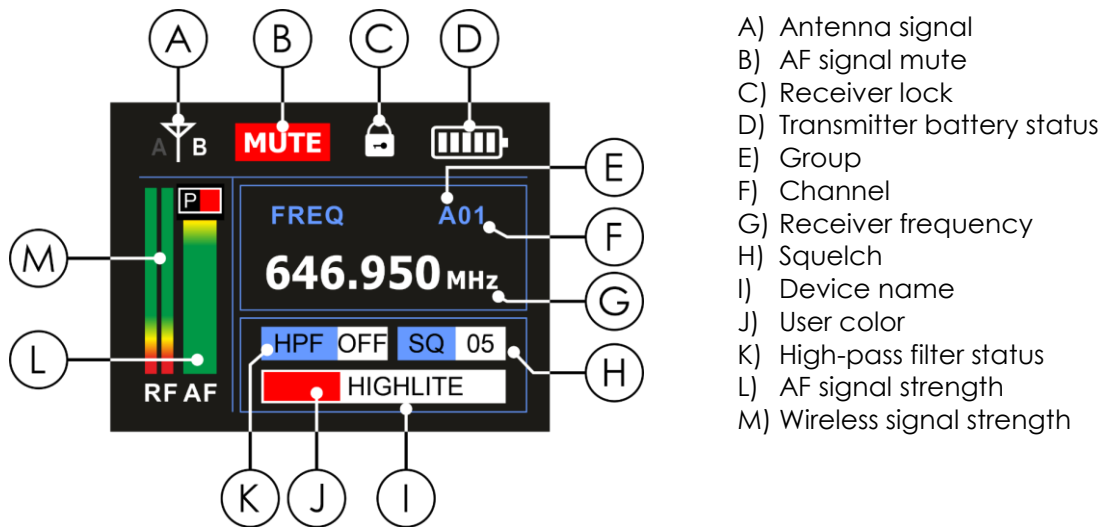 A
B
C
D
A B
MUTE
E
FREQ A01
P
F
M
646.950 MHz
G
HPF OFF SQ 05
L
H
RF AF
HIGHLITE
K
J
I
A) Antenna signal
B) AF signal mute
C) Receiver lock
D) Transmitter battery status
E) Group
F) Channel
G) Receiver frequency
H) Squelch
I) Device name
J) User color
K) High-pass filter status
L) AF signal strength
M) Wireless signal strength